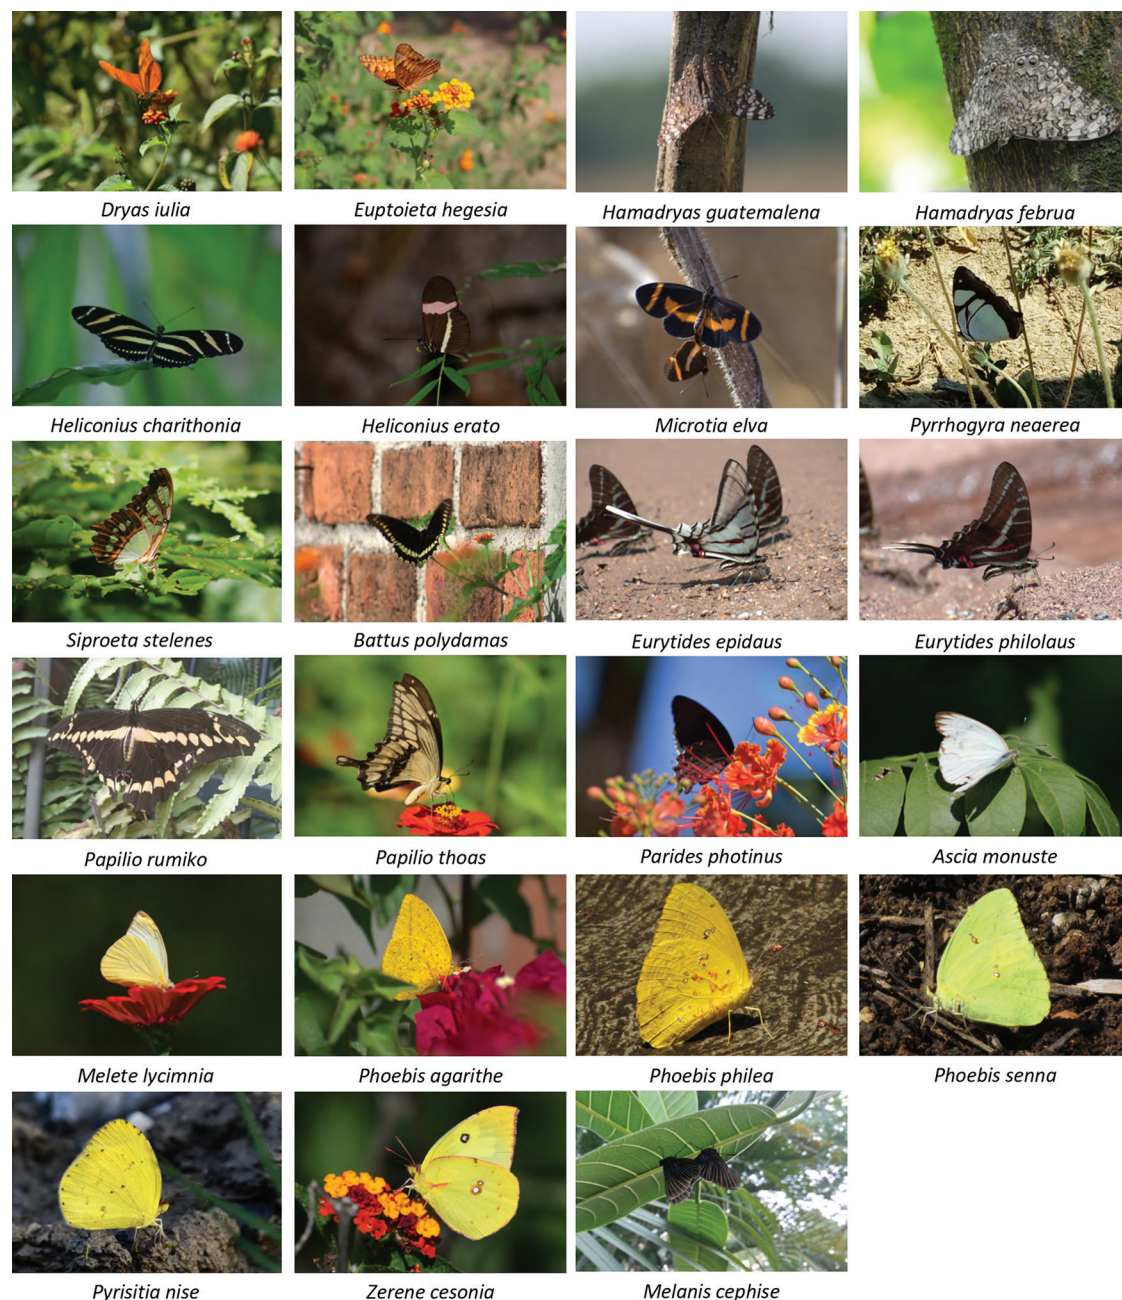 Dryas iulia
Euptoieta hegesia
Hamadryas guatemalena
Hamadryas februa
Heliconius charithonia
Heliconius erato
Microtia elva
Pyrrhogyra neaerea
Siproeta stelenes
Battus polydamas
Eurytides epidaus
Eurytides philolaus
Papilio rumiko
Papilio thoas
Parides photinus
Ascia monuste
Melete lycimnia
Phoebis agarithe
Phoebis philea
Phoebis senna
Pyrisitia nise
Zerene cesonia
Melanis cephise